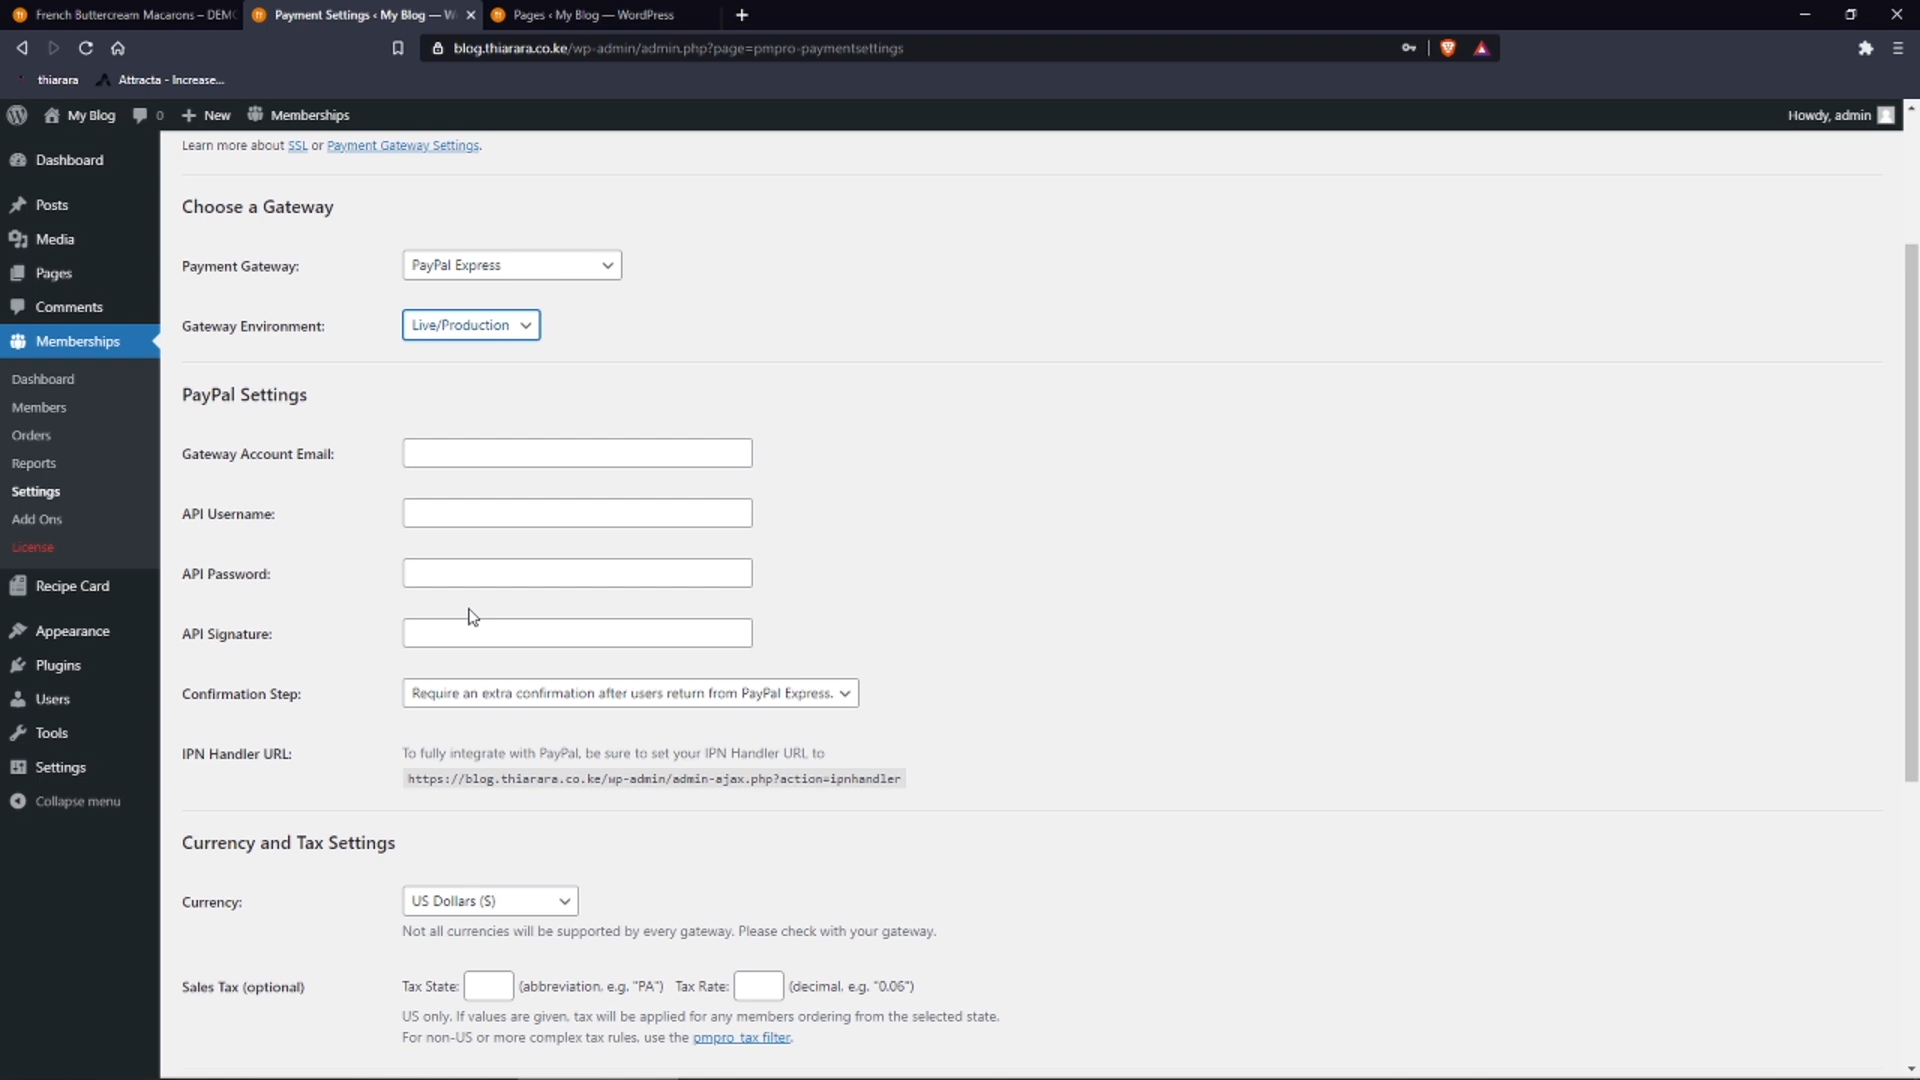 French Buttercream Macarons – DEMO
Payment Settings ‹ My Blog — W
Pages ‹ My Blog — WordPress
blog.thiarara.co.ke/wp-admin/admin.php?page=pmpro-paymentsettings
thiarara
Attracta - Increase...
My Blog
0
New
Memberships
Howdy, admin
Dashboard
Posts
Media
Pages
Comments
Memberships
Dashboard
Members
Orders
Reports
Settings
Add Ons
License
Recipe Card
Appearance
Plugins
Users
Tools
Settings
Collapse menu
Learn more about SSL or Payment Gateway Settings.
Choose a Gateway
Payment Gateway:
PayPal Express
Gateway Environment:
Live/Production
PayPal Settings
Gateway Account Email:
API Username:
API Password:
API Signature:
Confirmation Step:
Require an extra confirmation after users return from PayPal Express.
IPN Handler URL:
To fully integrate with PayPal, be sure to set your IPN Handler URL to
https://blog.thiarara.co.ke/wp-admin/admin-ajax.php?action=ipnhandler
Currency and Tax Settings
Currency:
US Dollars ($)
Not all currencies will be supported by every gateway. Please check with your gateway.
Sales Tax (optional)
Tax State: (abbreviation, e.g. "PA") Tax Rate: (decimal, e.g. "0.06")
US only. If values are given, tax will be applied for any members ordering from the selected state.
For non-US or more complex tax rules, use the pmpro_tax filter.